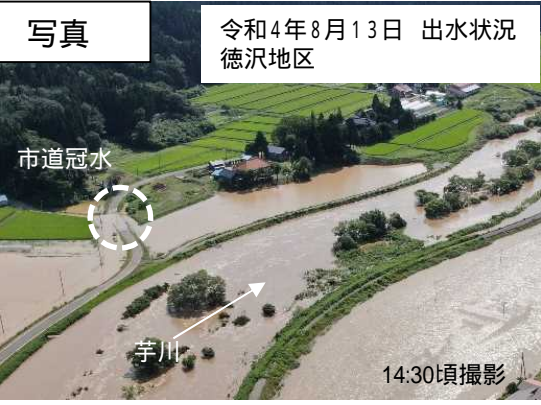 写真
令和4年8月13日 出水状況
徳沢地区
市道冠水
芋川
14:30頃撮影